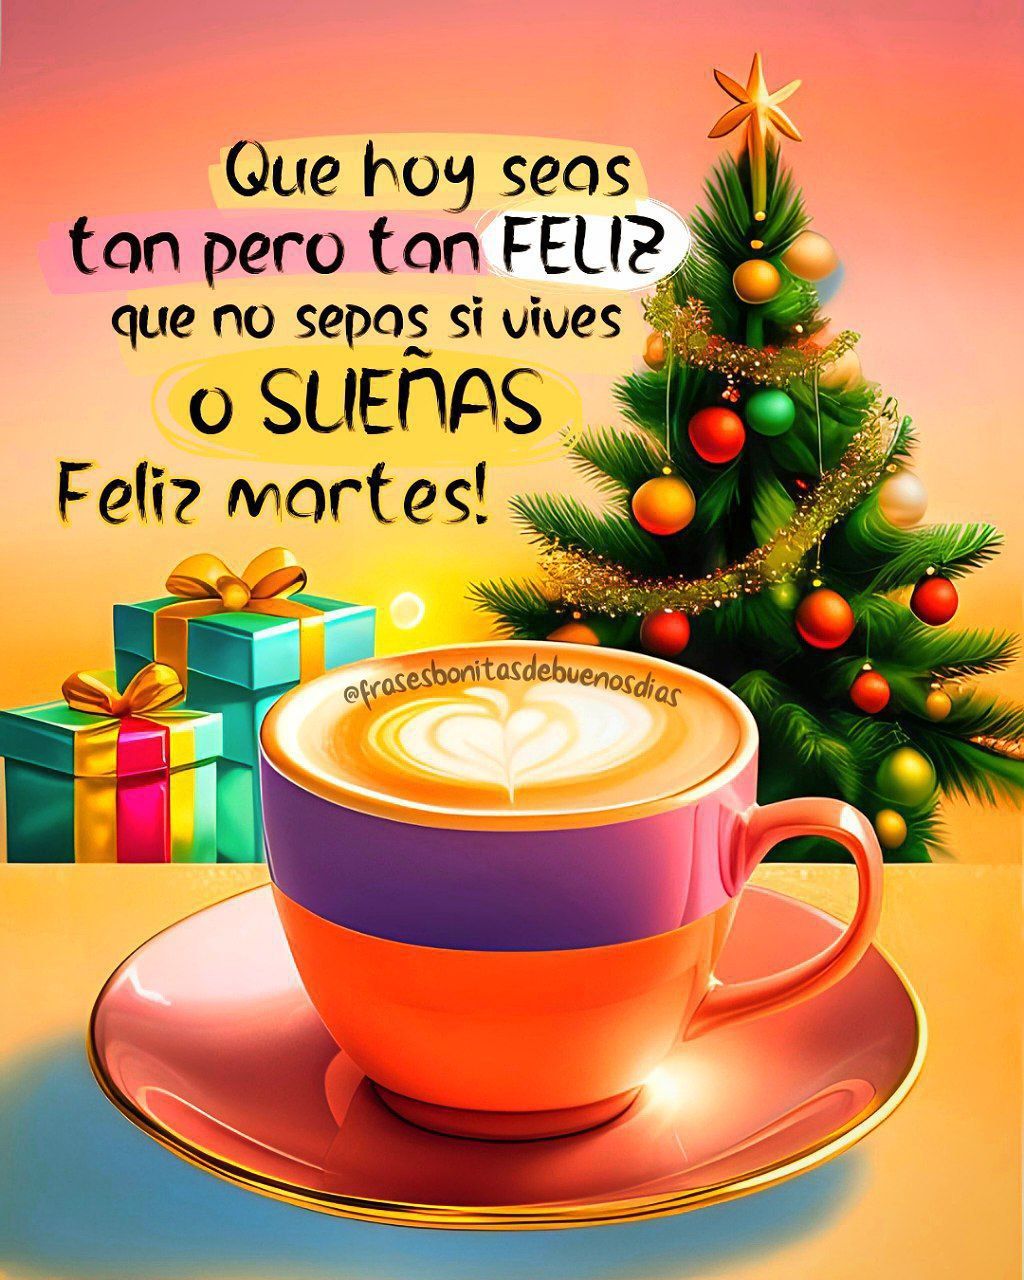 Que hoy seas
tan pero tan FELIZ
que no sepas si vives
o SUEÑAS
Feliz martes!
@frasesbonitasdebuenosdias